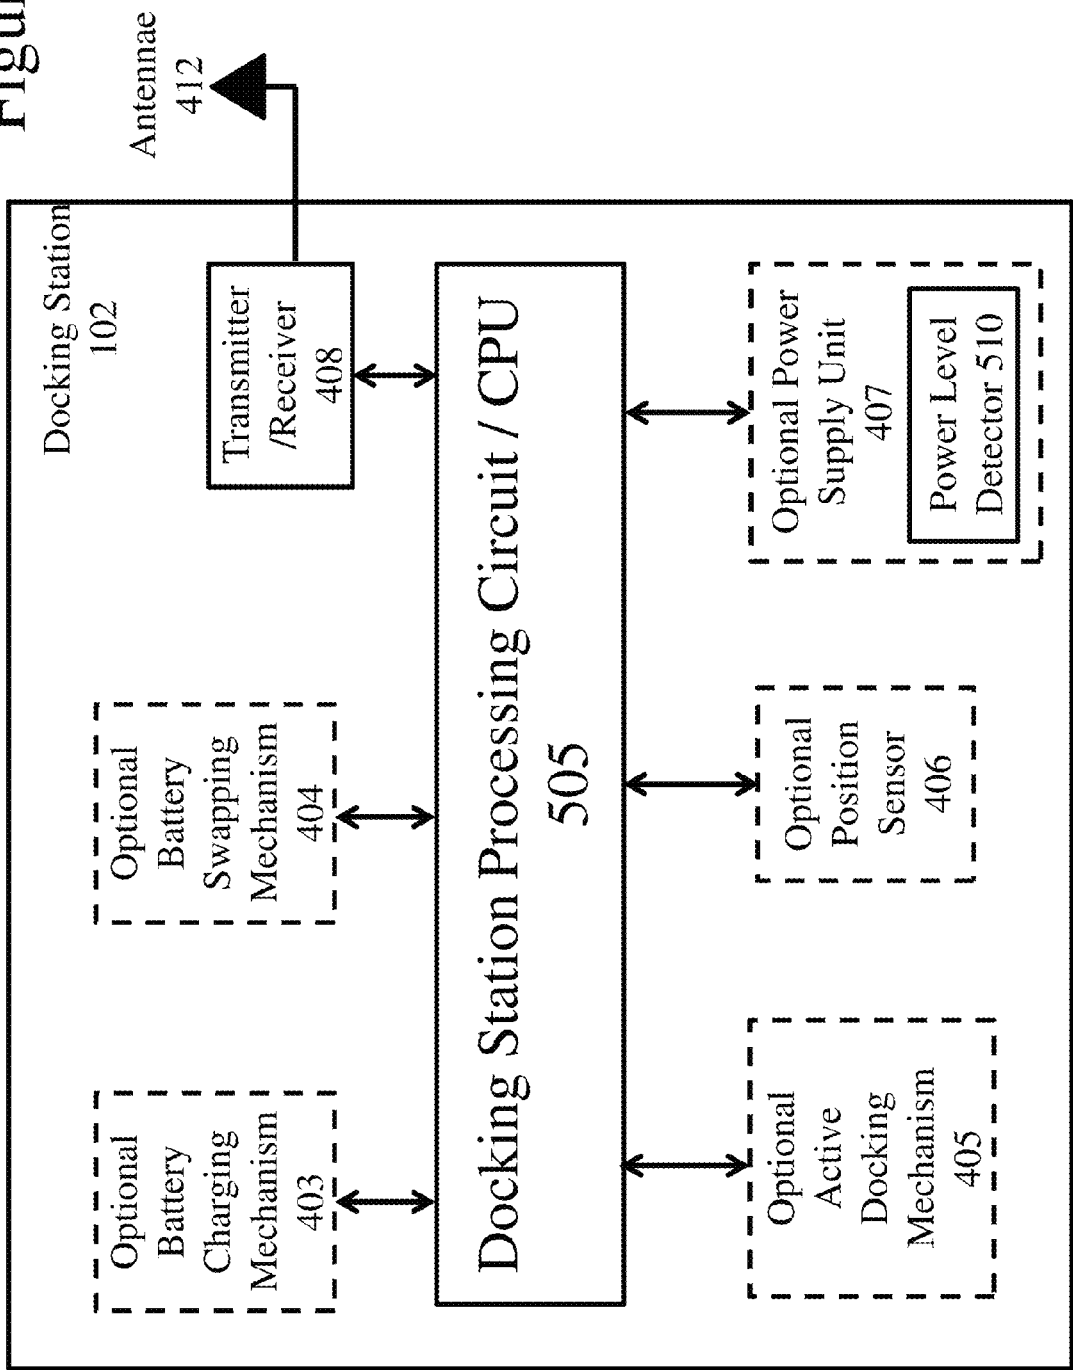 Docking Station
102
Antennae
412
Optional
Battery
Charging
Mechanism
403
Optional
Battery
Swapping
Mechanism
404
Transmitter
/Receiver
408
Docking Station Processing Circuit / CPU
505
Optional
Active
Docking
Mechanism
405
Optional
Position
Sensor
406
Optional Power
Supply Unit
407
Power Level
Detector 510